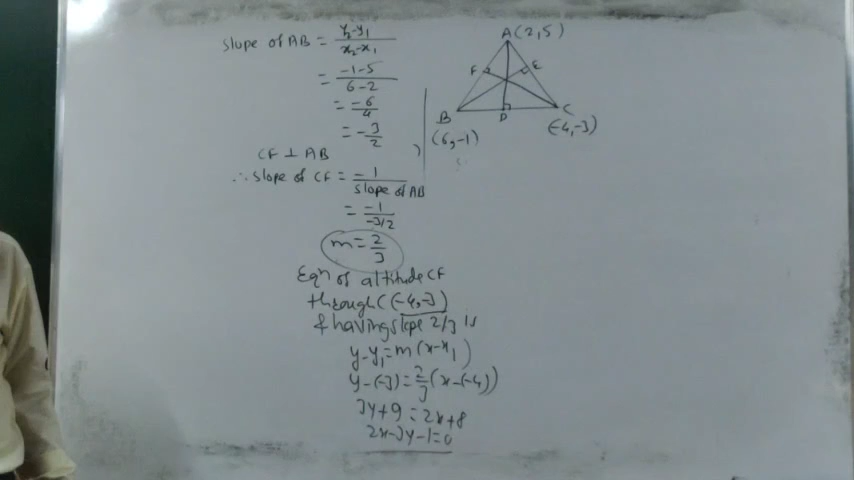 slope of AB = y₂-y₁ / x₂-x₁
= -1-5 / 6-2
= -6/4
= -3/2
CF ⊥ AB
∴ slope of CF = -1 / slope of AB
= -1 / -3/2
m = 2/3
Eqn of altitude CF
through C(-4,-3)
& having slope 2/3 is
y-y₁ = m(x-x₁)
y-(-3) = 2/3 (x-(-4))
3y+9 = 2x+8
2x-3y-1=0
A(2,5)
F
E
B
D
C
(6,-1)
(-4,-3)